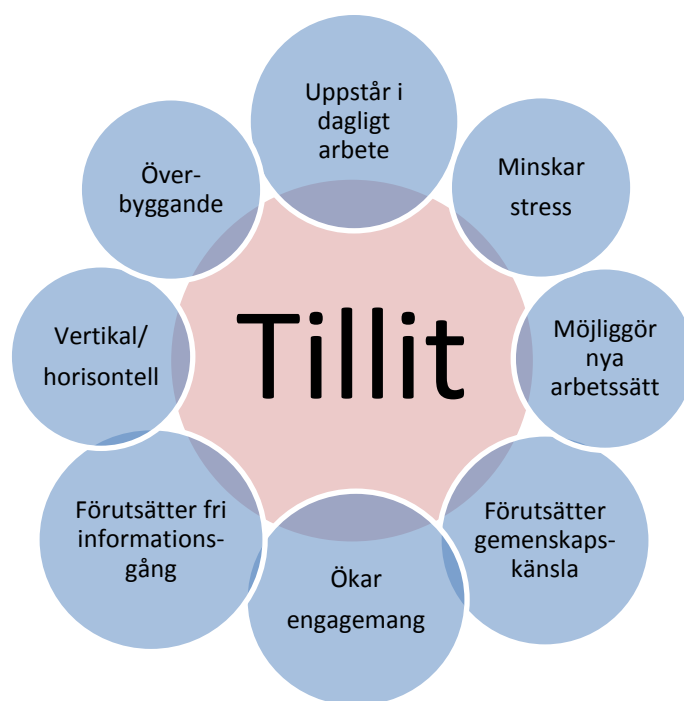 Uppstår i
dagligt
arbete
Minskar
stress
Möjliggör
nya
arbetssätt
Förutsätter
gemenskaps-
känsla
Ökar
engagemang
Förutsätter fri
informations-
gång
Vertikal/
horisontell
Över-
byggande
Tillit